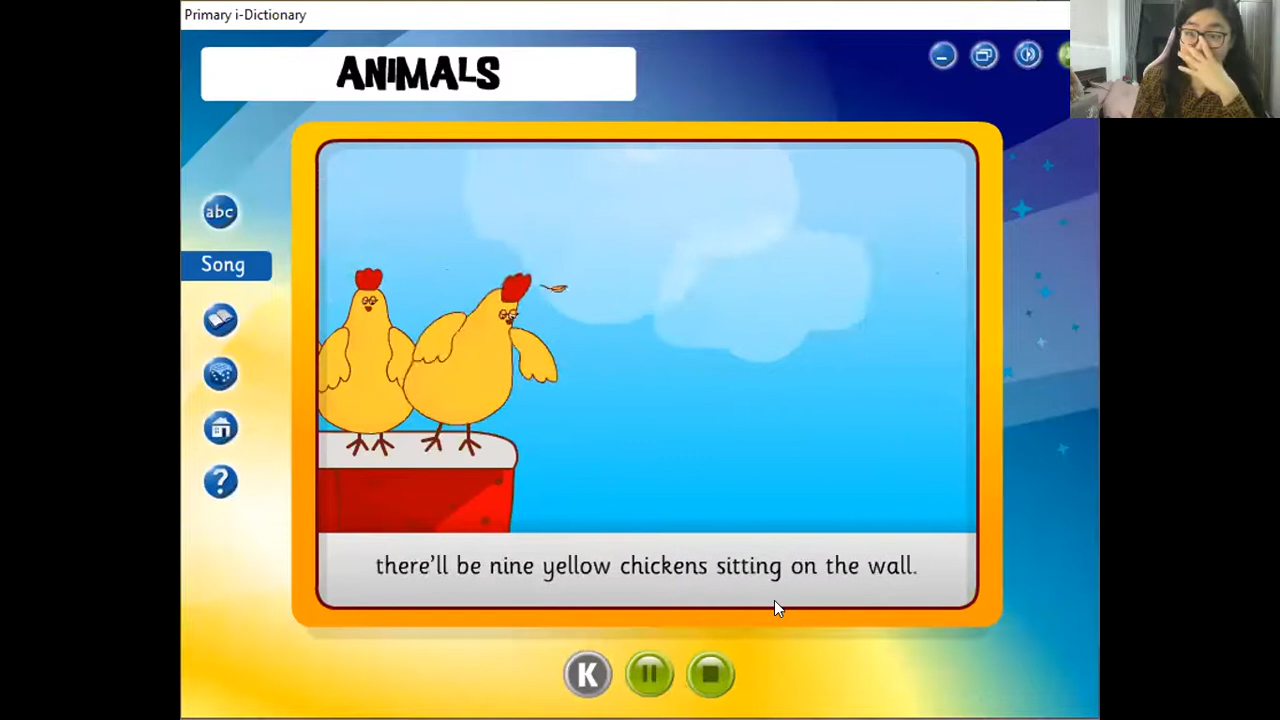 Primary i-Dictionary
ANIMALS
abc
Song
?
there'll be nine yellow chickens sitting on the wall.
K